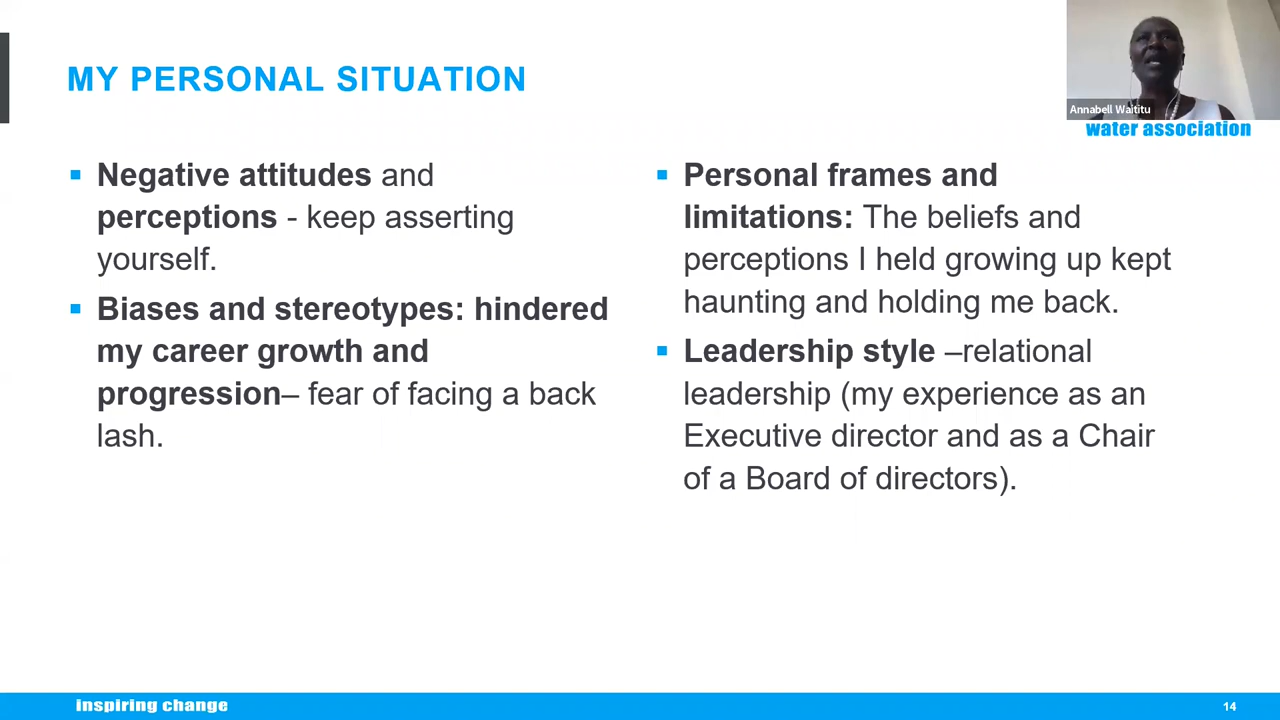 MY PERSONAL SITUATION
Annabell Waititu
water association
▪ Negative attitudes and
perceptions - keep asserting
yourself.
▪ Biases and stereotypes: hindered
my career growth and
progression– fear of facing a back
lash.
▪ Personal frames and
limitations: The beliefs and
perceptions I held growing up kept
haunting and holding me back.
▪ Leadership style –relational
leadership (my experience as an
Executive director and as a Chair
of a Board of directors).
inspiring change
14